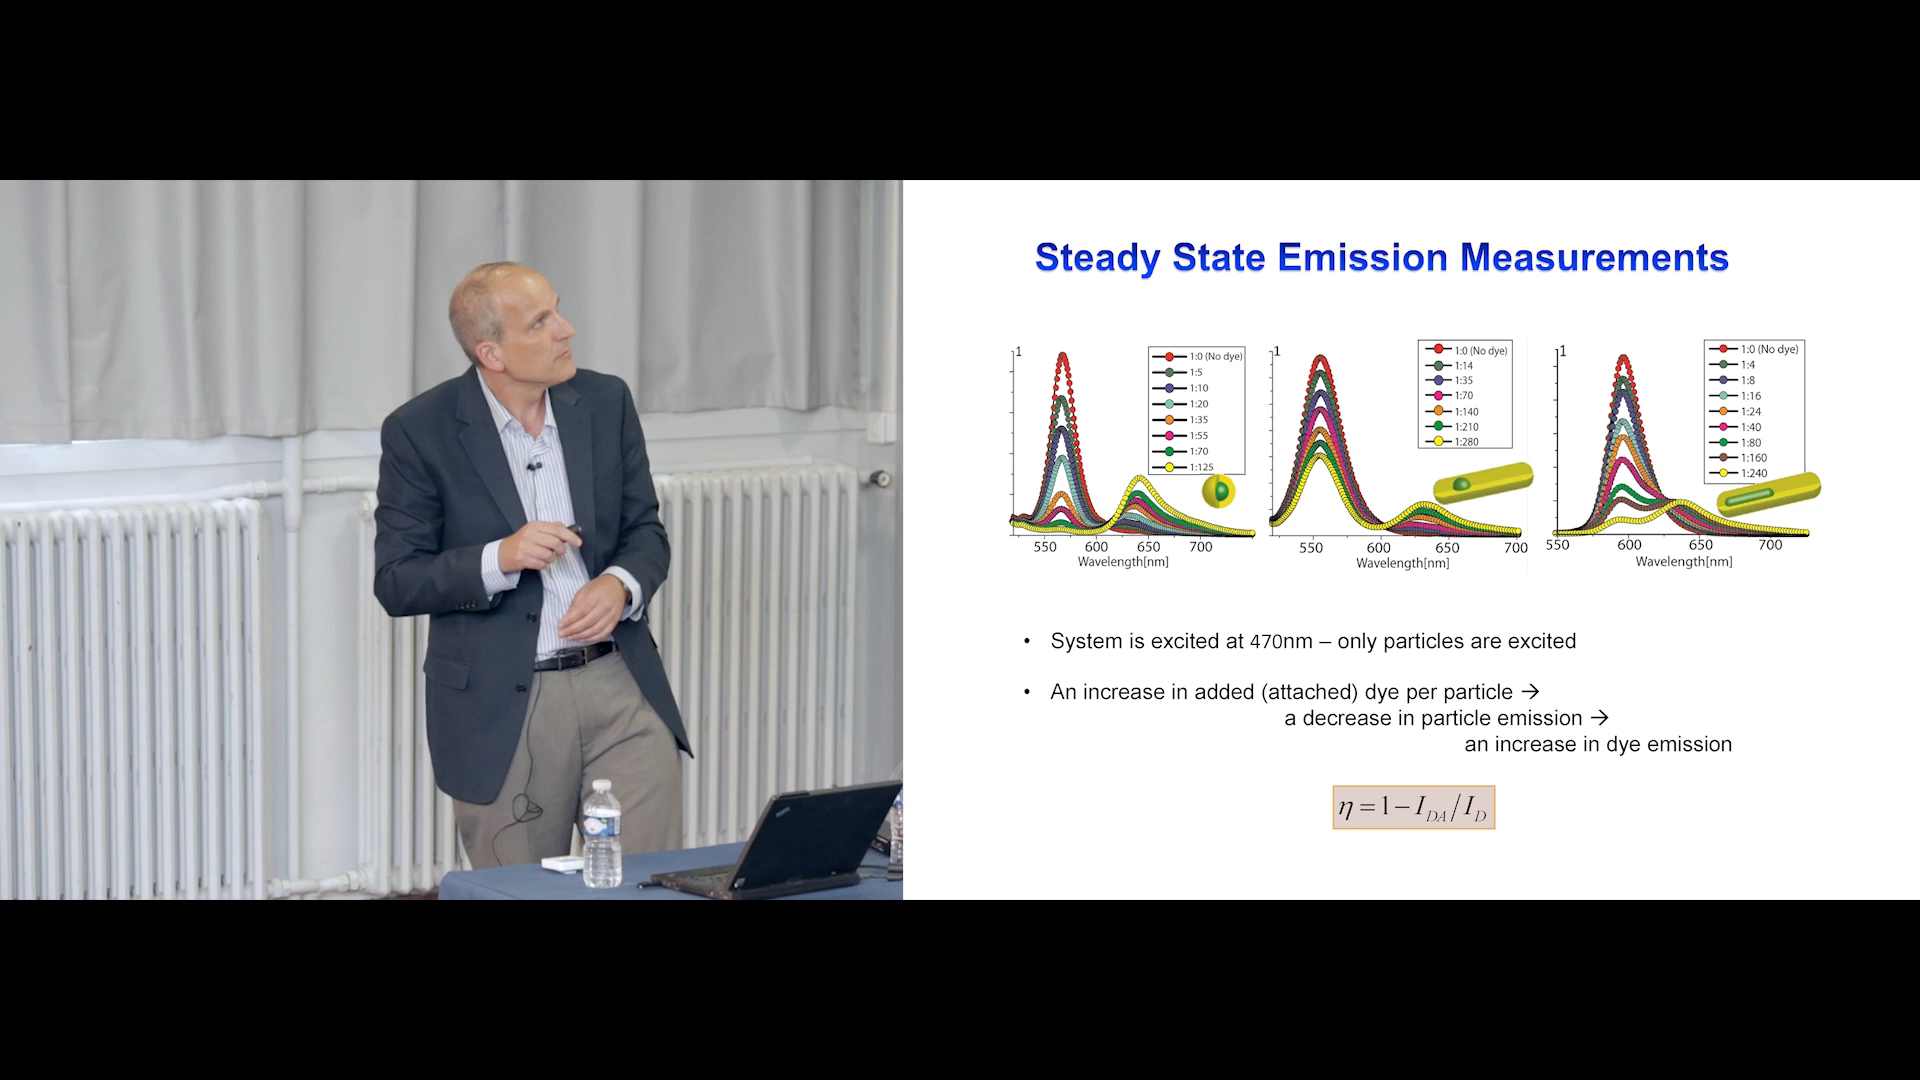 Steady State Emission Measurements
1
1:0 (No dye)
1:5
1:10
1:20
1:35
1:55
1:70
1:125
550 600 650 700
Wavelength[nm]
1
1:0 (No dye)
1:14
1:35
1:70
1:140
1:210
1:280
550 600 650 700
Wavelength[nm]
1
1:0 (No dye)
1:4
1:8
1:16
1:24
1:40
1:80
1:160
1:240
550 600 650 700
Wavelength[nm]
• System is excited at 470nm – only particles are excited
• An increase in added (attached) dye per particle →
a decrease in particle emission →
an increase in dye emission
η = 1 − I_DA / I_D
ThinkPad